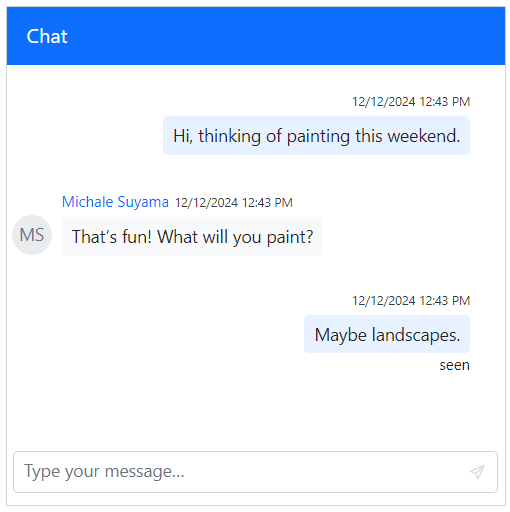 Chat
12/12/2024 12:43 PM
Hi, thinking of painting this weekend.
Michale Suyama 12/12/2024 12:43 PM
MS
That's fun! What will you paint?
12/12/2024 12:43 PM
Maybe landscapes.
seen
Type your message...